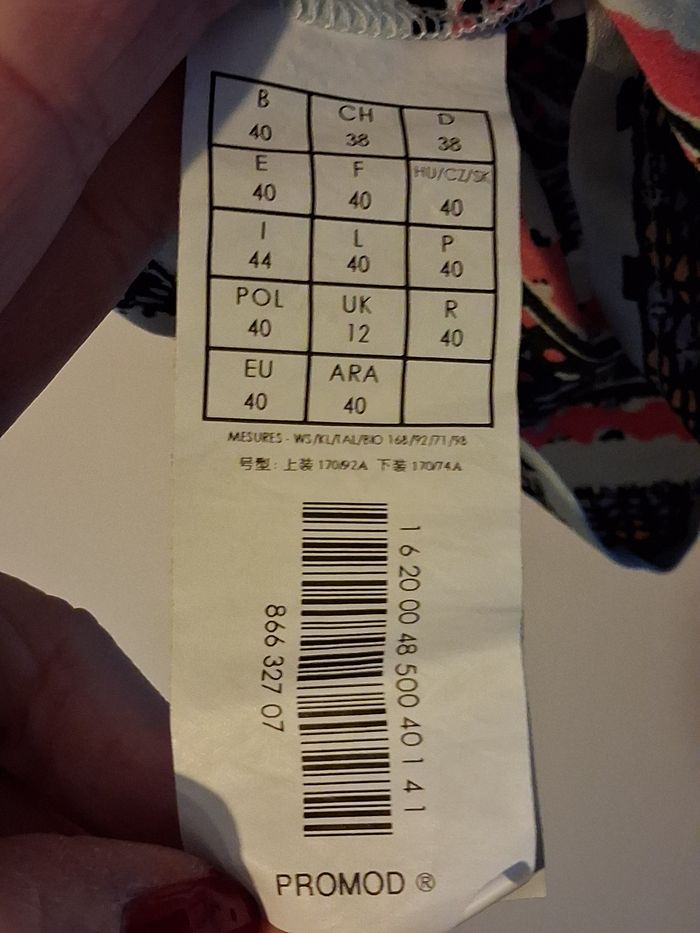 B CH D
40 38 38
E F HU/CZ/SK
40 40 40
I L P
44 40 40
POL UK R
40 12 40
EU ARA
40 40
MESURES - WS/KL/TAL/BIO 168/92/71/98
号型: 上装 170/92A 下装 170/74A
1 6 20 00 48 500 40 1 4 1
866 327 07
PROMOD ®